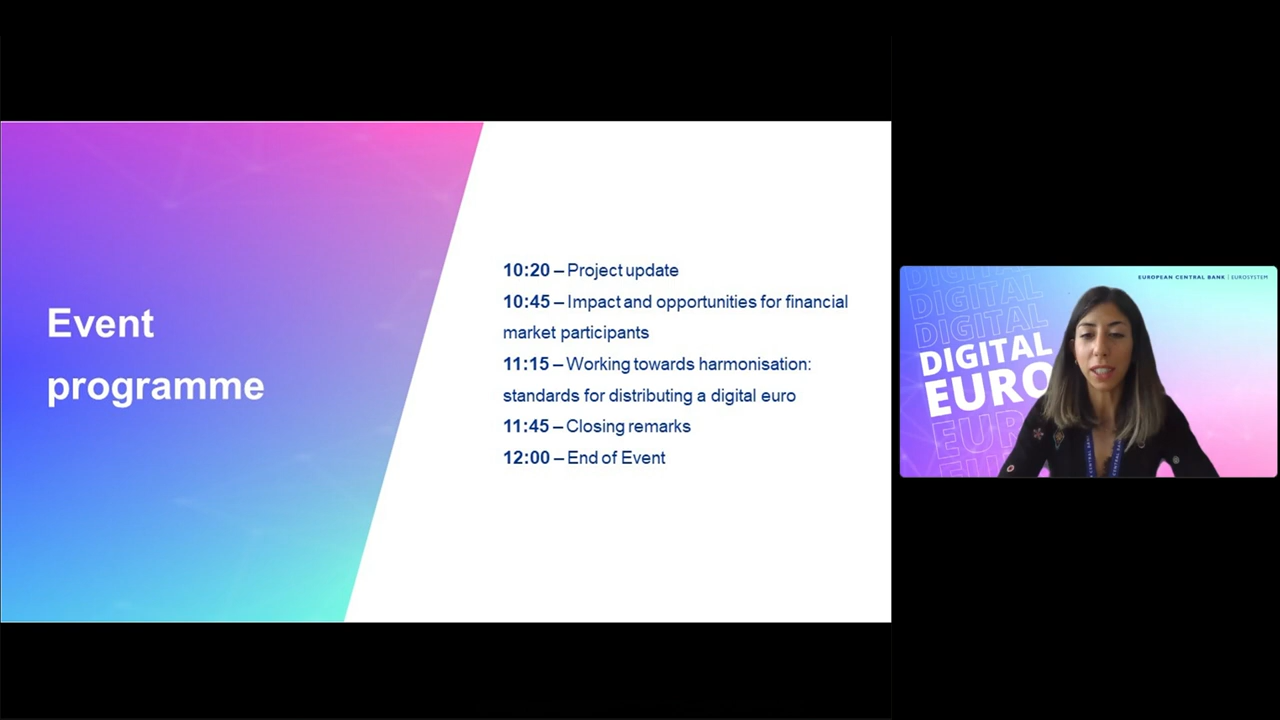 Event
programme
10:20 – Project update
10:45 – Impact and opportunities for financial
market participants
11:15 – Working towards harmonisation:
standards for distributing a digital euro
11:45 – Closing remarks
12:00 – End of Event
EUROPEAN CENTRAL BANK | EUROSYSTEM
DIGITAL
DIGITAL
DIGITAL
DIGITAL
EURO
EUR